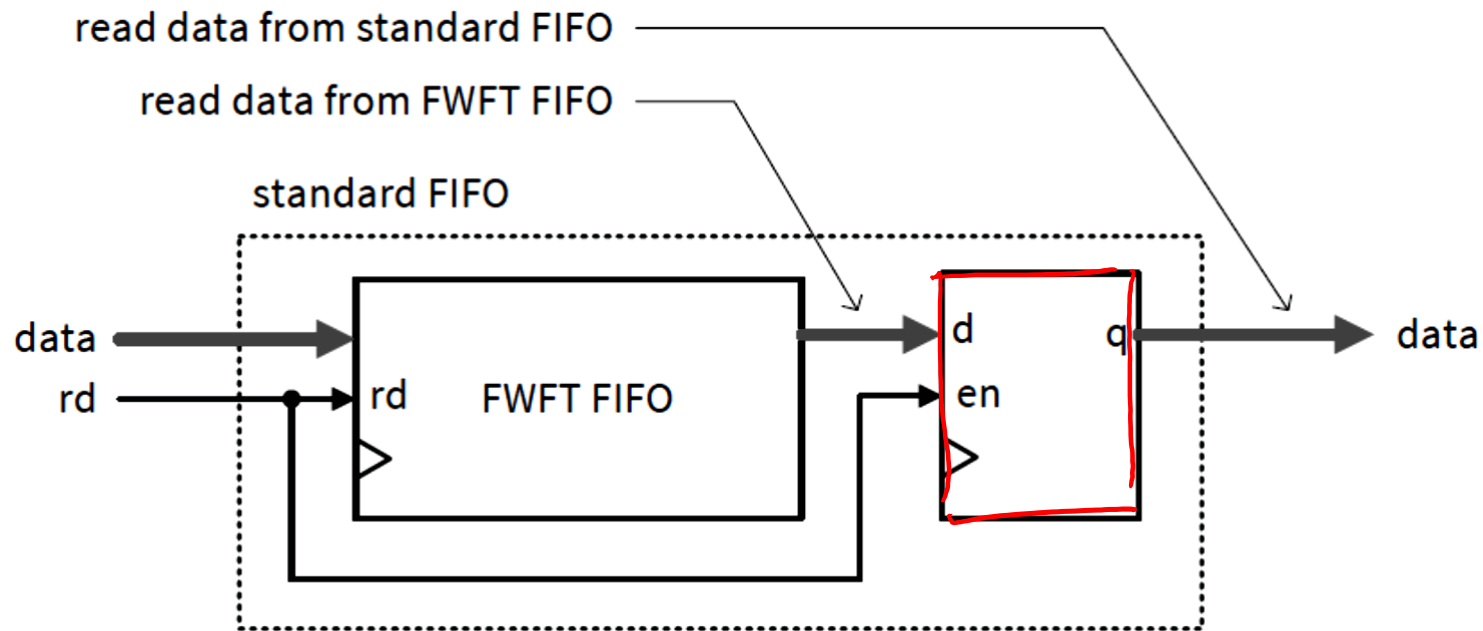 read data from standard FIFO
read data from FWFT FIFO
standard FIFO
data
rd
rd
FWFT FIFO
d
en
q
data